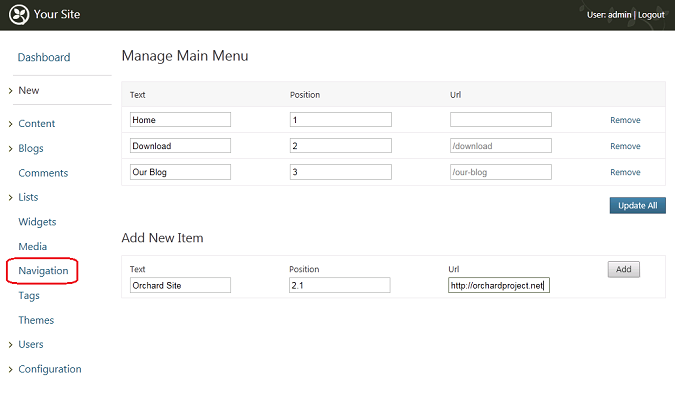 Your Site
User: admin | Logout
Dashboard
New
Content
Blogs
Comments
Lists
Widgets
Media
Navigation
Tags
Themes
Users
Configuration
Manage Main Menu
Text Position Url
Home 1 Remove
Download 2 /download Remove
Our Blog 3 /our-blog Remove
Update All
Add New Item
Text Position Url
Orchard Site 2.1 http://orchardproject.net Add